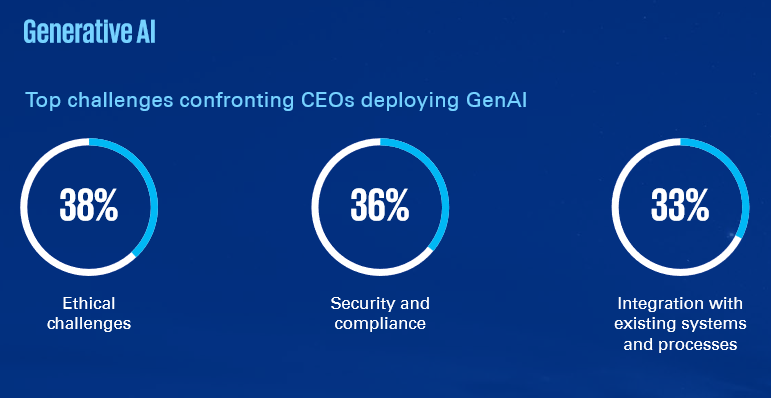 Generative AI
Top challenges confronting CEOs deploying GenAI
38%
Ethical
challenges
36%
Security and
compliance
33%
Integration with
existing systems
and processes